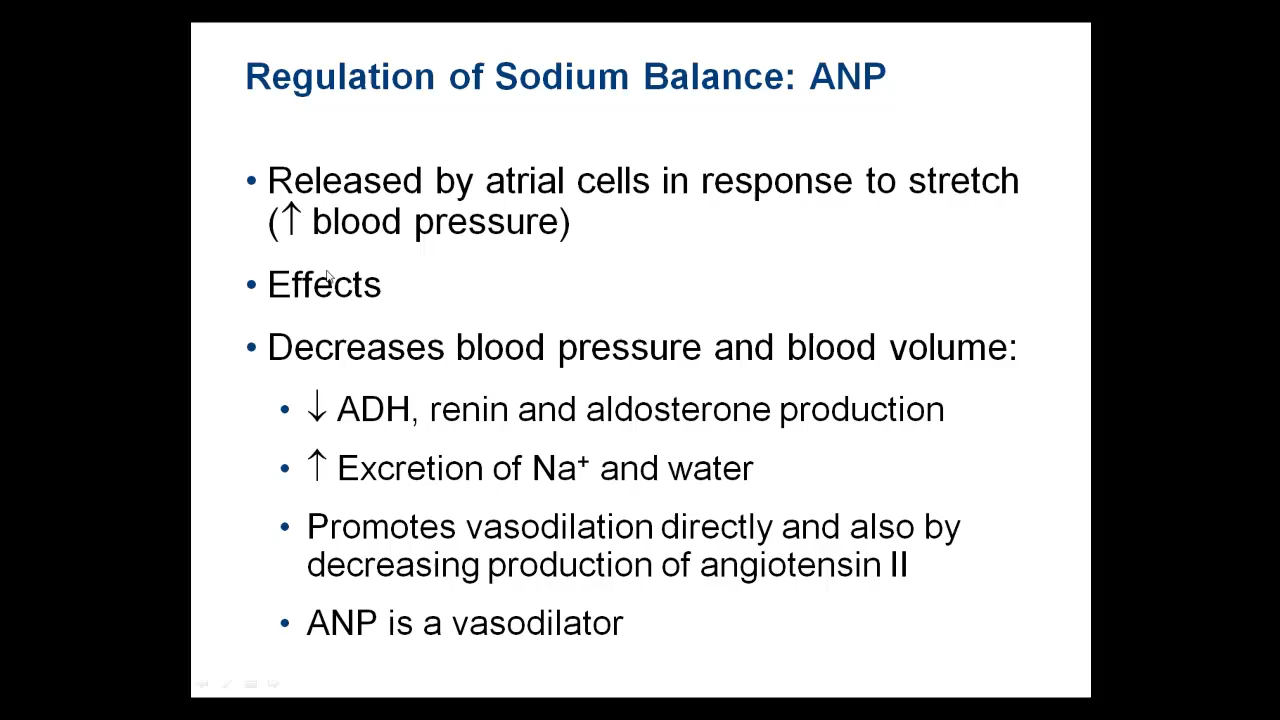 Regulation of Sodium Balance: ANP
• Released by atrial cells in response to stretch
(↑ blood pressure)
• Effects
• Decreases blood pressure and blood volume:
• ↓ ADH, renin and aldosterone production
• ↑ Excretion of Na⁺ and water
• Promotes vasodilation directly and also by
decreasing production of angiotensin II
• ANP is a vasodilator